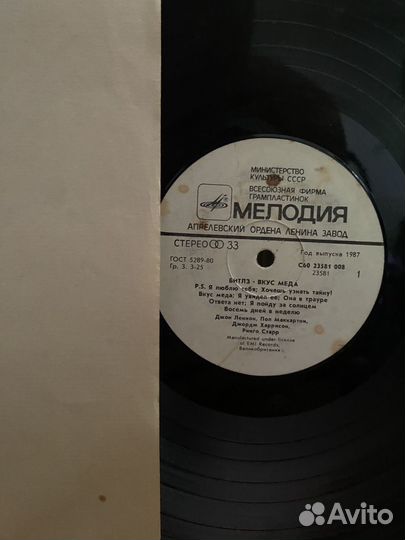 МИНИСТЕРСТВО
КУЛЬТУРЫ СССР
ВСЕСОЮЗНАЯ ФИРМА
ГРАМПЛАСТИНОК
МЕЛОДИЯ
АПРЕЛЕВСКИЙ ОРДЕНА ЛЕНИНА ЗАВОД
СТЕРЕО 33
Год выпуска 1987
ГОСТ 5289-80
Гр. 3. 3-25
С60 23581 008
23581
1
БИТЛЗ - ВКУС МЕДА
P.S. Я люблю тебя; Хочешь узнать тайну?
Вкус меда; Я увидел ее; Она в трауре
Ответа нет; Я пойду за солнцем
Восемь дней в неделю
Джон Леннон, Пол Маккартни,
Джордж Харрисон,
Ринго Старр
Manufactured under license
of EMI Records,
Великобритания
Avito